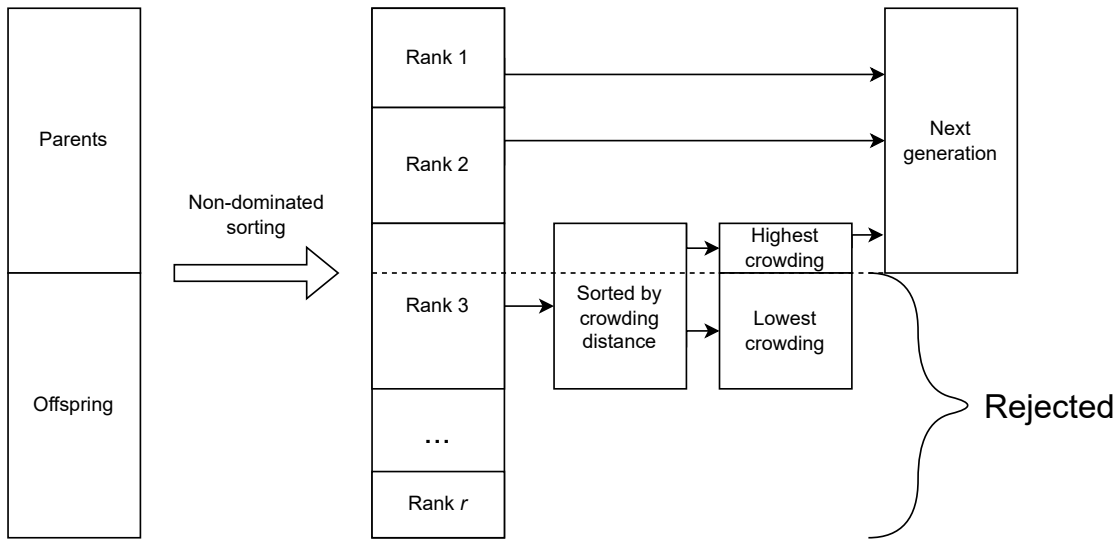 Parents
Offspring
Non-dominated
sorting
Rank 1
Rank 2
Rank 3
...
Rank r
Sorted by
crowding
distance
Highest
crowding
Lowest
crowding
Next
generation
Rejected